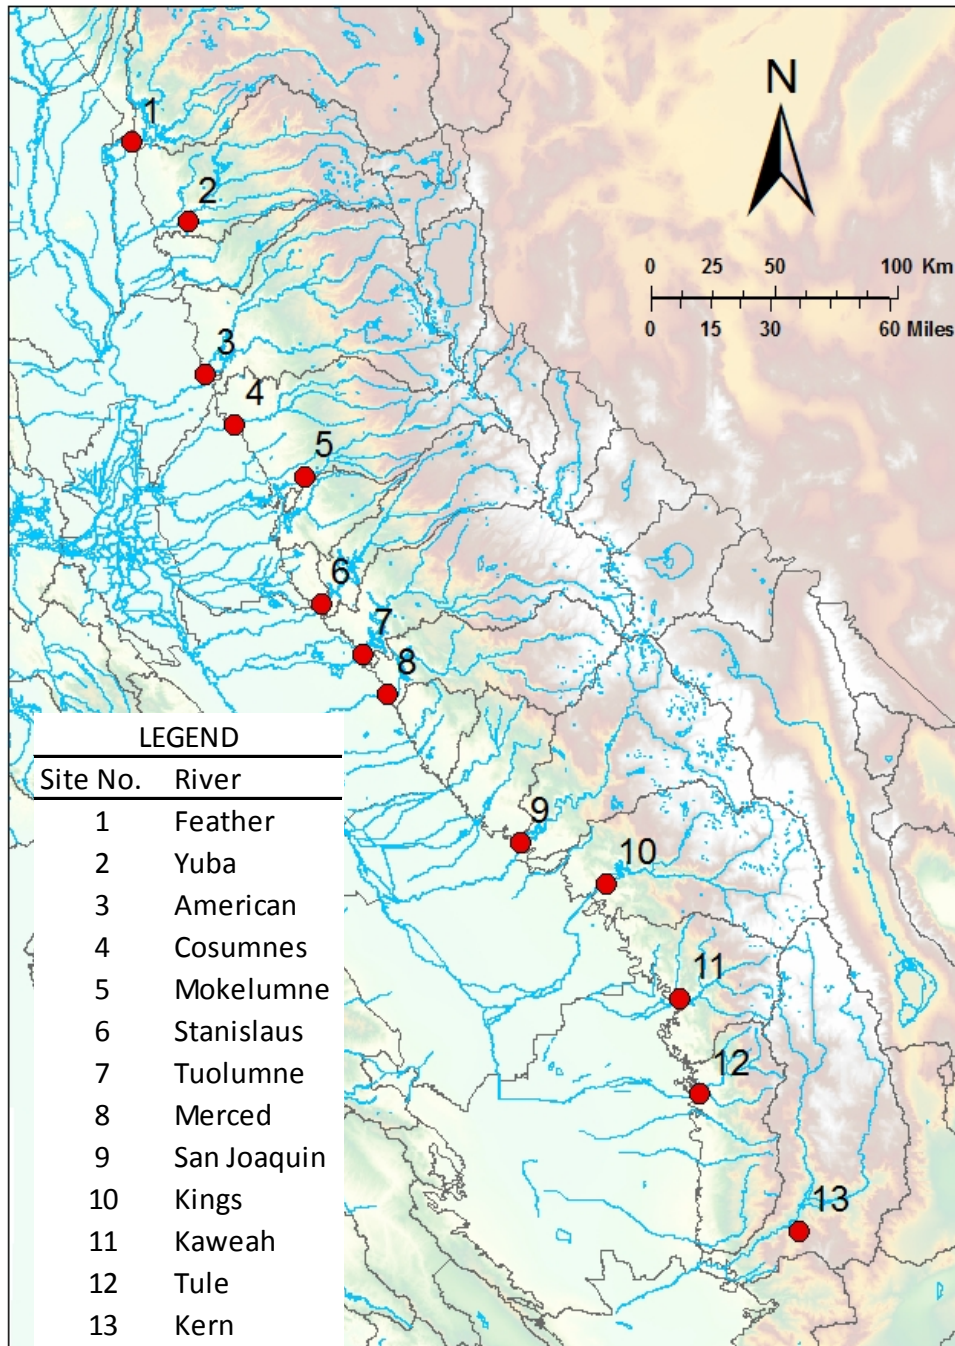 N
0 25 50 100 Km
0 15 30 60 Miles
1
2
3
4
5
6
7
8
9
10
11
12
13
LEGEND
Site No. River
1 Feather
2 Yuba
3 American
4 Cosumnes
5 Mokelumne
6 Stanislaus
7 Tuolumne
8 Merced
9 San Joaquin
10 Kings
11 Kaweah
12 Tule
13 Kern